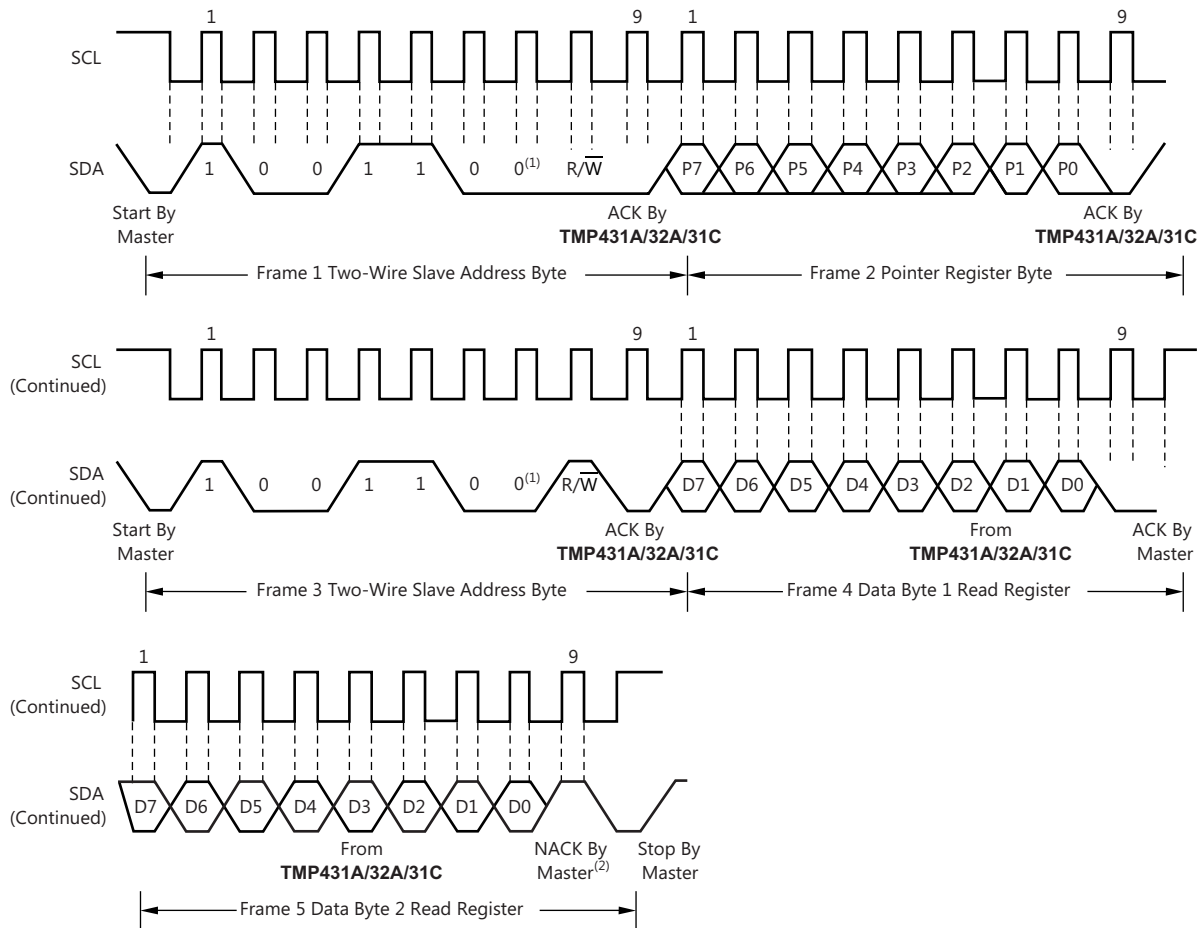 1 9 1 9
SCL
SDA
1 0 0 1 1 0 0(1) R/W̅ P7 P6 P5 P4 P3 P2 P1 P0
Start By
Master
ACK By
TMP431A/32A/31C
ACK By
TMP431A/32A/31C
Frame 1 Two-Wire Slave Address Byte
Frame 2 Pointer Register Byte
1 9 1 9
SCL
(Continued)
SDA
(Continued)
1 0 0 1 1 0 0(1) R/W̅ D7 D6 D5 D4 D3 D2 D1 D0
Start By
Master
ACK By
TMP431A/32A/31C
From
TMP431A/32A/31C
ACK By
Master
Frame 3 Two-Wire Slave Address Byte
Frame 4 Data Byte 1 Read Register
1 9
SCL
(Continued)
SDA
(Continued)
D7 D6 D5 D4 D3 D2 D1 D0
From
TMP431A/32A/31C
NACK By
Master(2)
Stop By
Master
Frame 5 Data Byte 2 Read Register